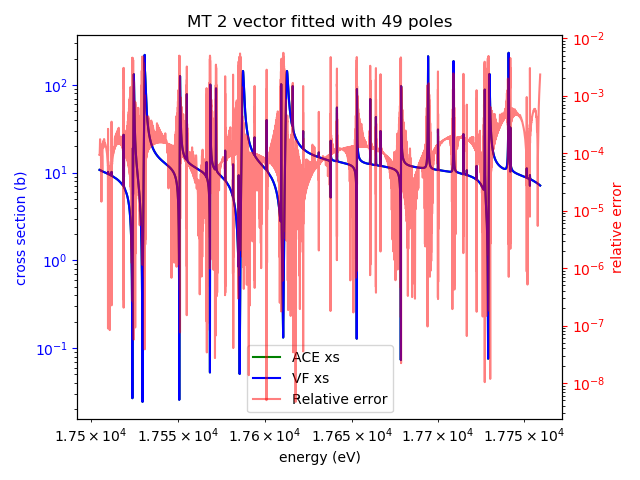 MT 2 vector fitted with 49 poles
cross section (b)
10²
10¹
10⁰
10⁻¹
10⁻²
10⁻³
10⁻⁴
10⁻⁵
10⁻⁶
10⁻⁷
10⁻⁸
relative error
ACE xs
VF xs
Relative error
1.75 × 10⁴ 1.755 × 10⁴ 1.76 × 10⁴ 1.765 × 10⁴ 1.77 × 10⁴ 1.775 × 10⁴
energy (eV)